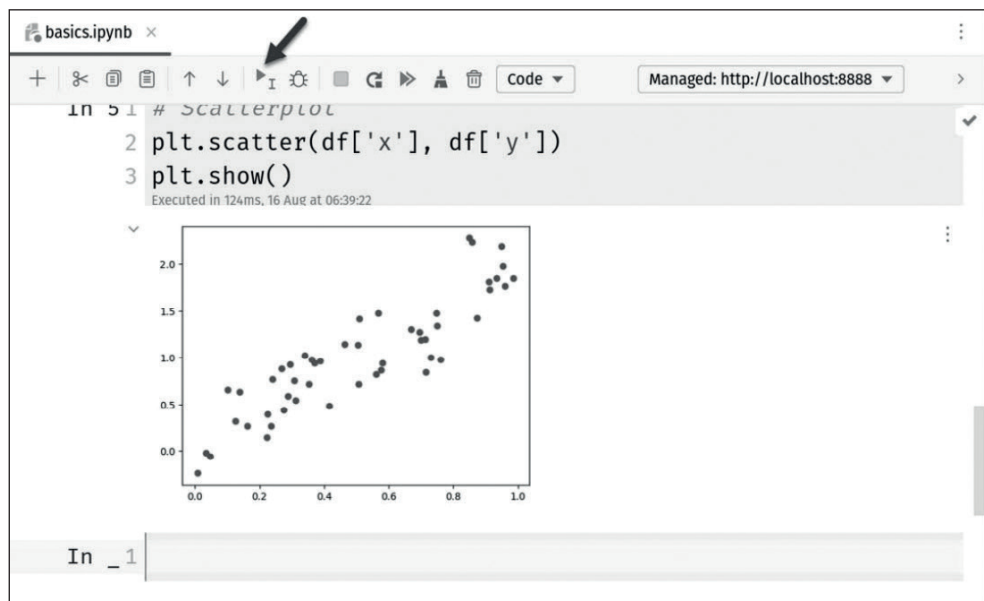 basics.ipynb
Code
Managed: http://localhost:8888
In 5 1 # Scatterplot
2 plt.scatter(df['x'], df['y'])
3 plt.show()
Executed in 124ms, 16 Aug at 06:39:22
2.0
1.5
1.0
0.5
0.0
0.0 0.2 0.4 0.6 0.8 1.0
In _ 1